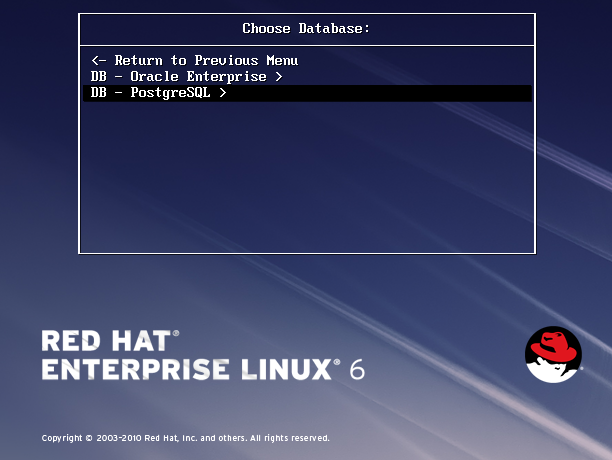 Choose Database:
<- Return to Previous Menu
DB - Oracle Enterprise >
DB - PostgreSQL >
RED HAT®
ENTERPRISE LINUX® 6
Copyright © 2003-2010 Red Hat, Inc. and others. All rights reserved.